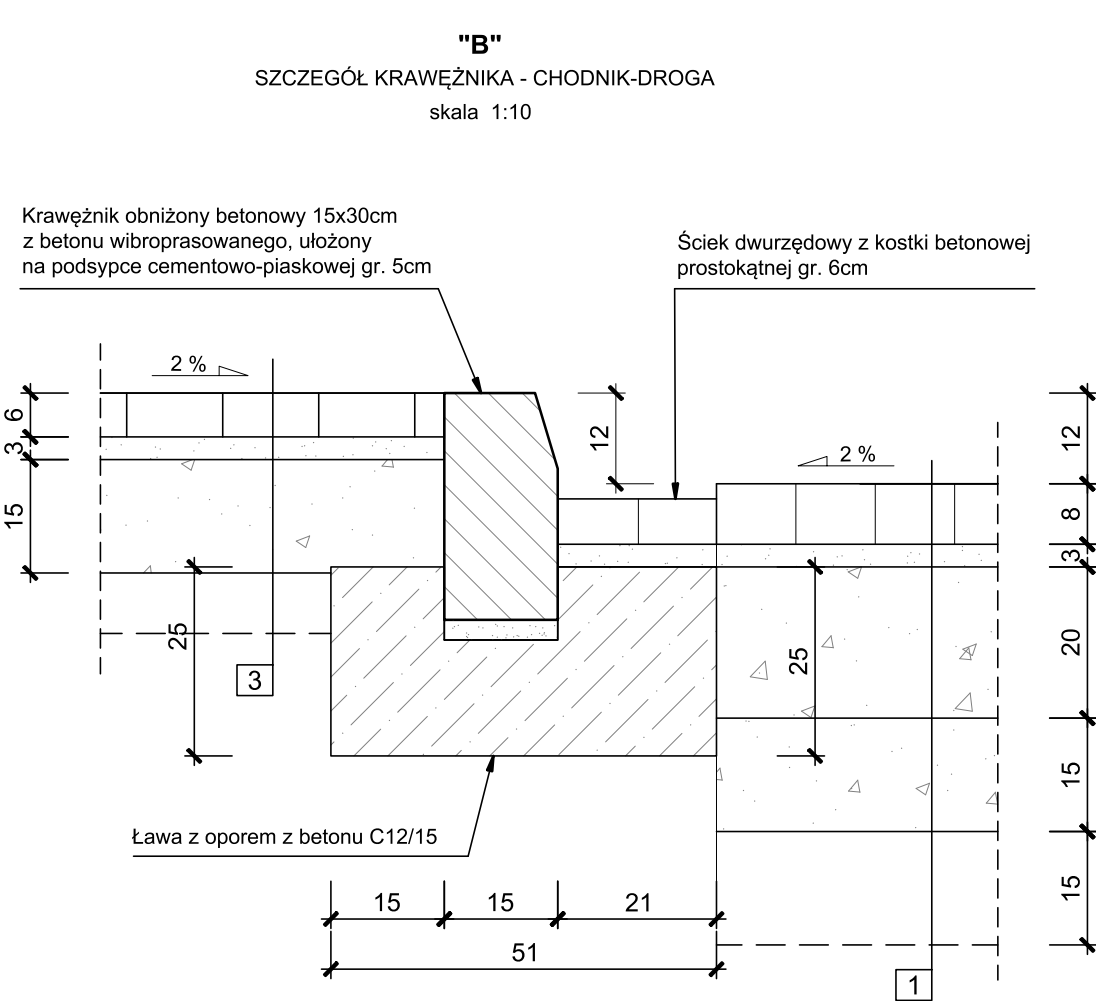 "B"
SZCZEGÓŁ KRAWĘŻNIKA - CHODNIK-DROGA
skala 1:10
Krawężnik obniżony betonowy 15x30cm
z betonu wibroprasowanego, ułożony
na podsypce cementowo-piaskowej gr. 5cm
Ściek dwurzędowy z kostki betonowej
prostokątnej gr. 6cm
2 %
6
3
15
25
3
12
2 %
12
8
3
20
15
15
25
1
Ława z oporem z betonu C12/15
15
15
21
51